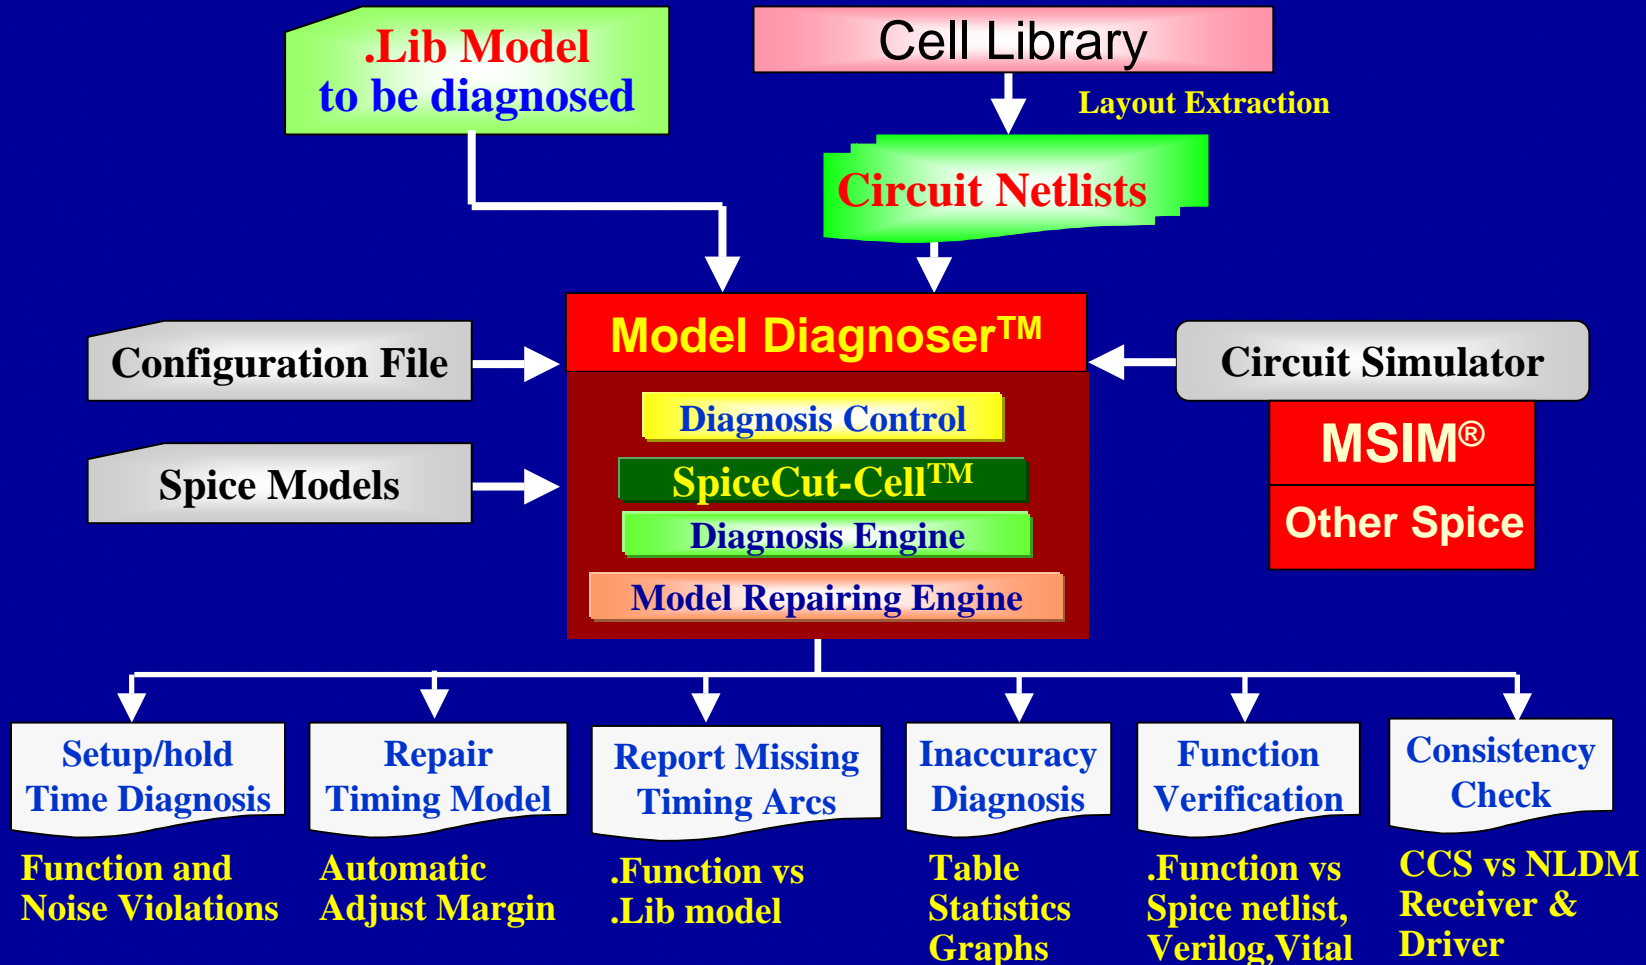 .Lib Model
to be diagnosed
Cell Library
Layout Extraction
Circuit Netlists
Configuration File
Spice Models
Model Diagnoser™
Diagnosis Control
SpiceCut-Cell™
Diagnosis Engine
Model Repairing Engine
Circuit Simulator
MSIM®
Other Spice
Setup/hold
Time Diagnosis
Function and
Noise Violations
Repair
Timing Model
Automatic
Adjust Margin
Report Missing
Timing Arcs
.Function vs
.Lib model
Inaccuracy
Diagnosis
Table
Statistics
Graphs
Function
Verification
.Function vs
Spice netlist,
Verilog,Vital
Consistency
Check
CCS vs NLDM
Receiver &
Driver